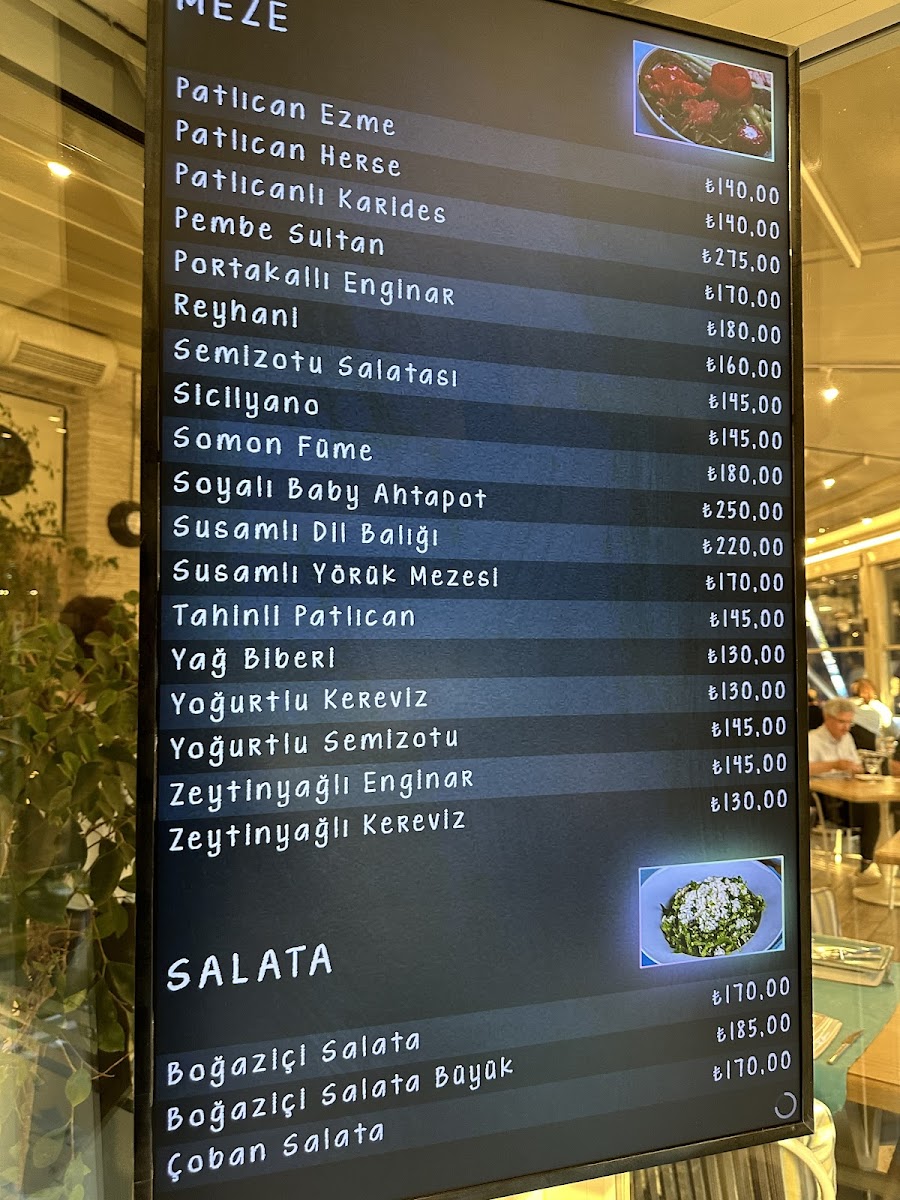 MEZE
Patlıcan Ezme ₺140,00
Patlıcan Herse ₺140,00
Patlıcanlı Karides ₺275,00
Pembe Sultan ₺170,00
Portakallı Enginar ₺180,00
Reyhani ₺160,00
Semizotu Salatası ₺145,00
Sicilyano ₺145,00
Somon Füme ₺180,00
Soyalı Baby Ahtapot ₺250,00
Susamlı Dil Balığı ₺220,00
Susamlı Yörük Mezesi ₺170,00
Tahinli Patlıcan ₺145,00
Yağ Biberi ₺130,00
Yoğurtlu Kereviz ₺130,00
Yoğurtlu Semizotu ₺145,00
Zeytinyağlı Enginar ₺145,00
Zeytinyağlı Kereviz ₺130,00
SALATA
Boğaziçi Salata ₺170,00
Boğaziçi Salata Büyük ₺185,00
Çoban Salata ₺170,00